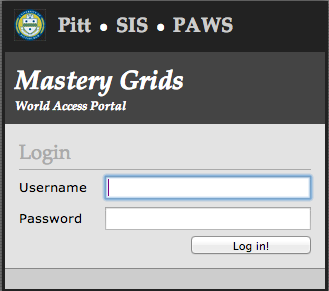 Pitt • SIS • PAWS
Mastery Grids
World Access Portal
Login
Username
Password
Log in!